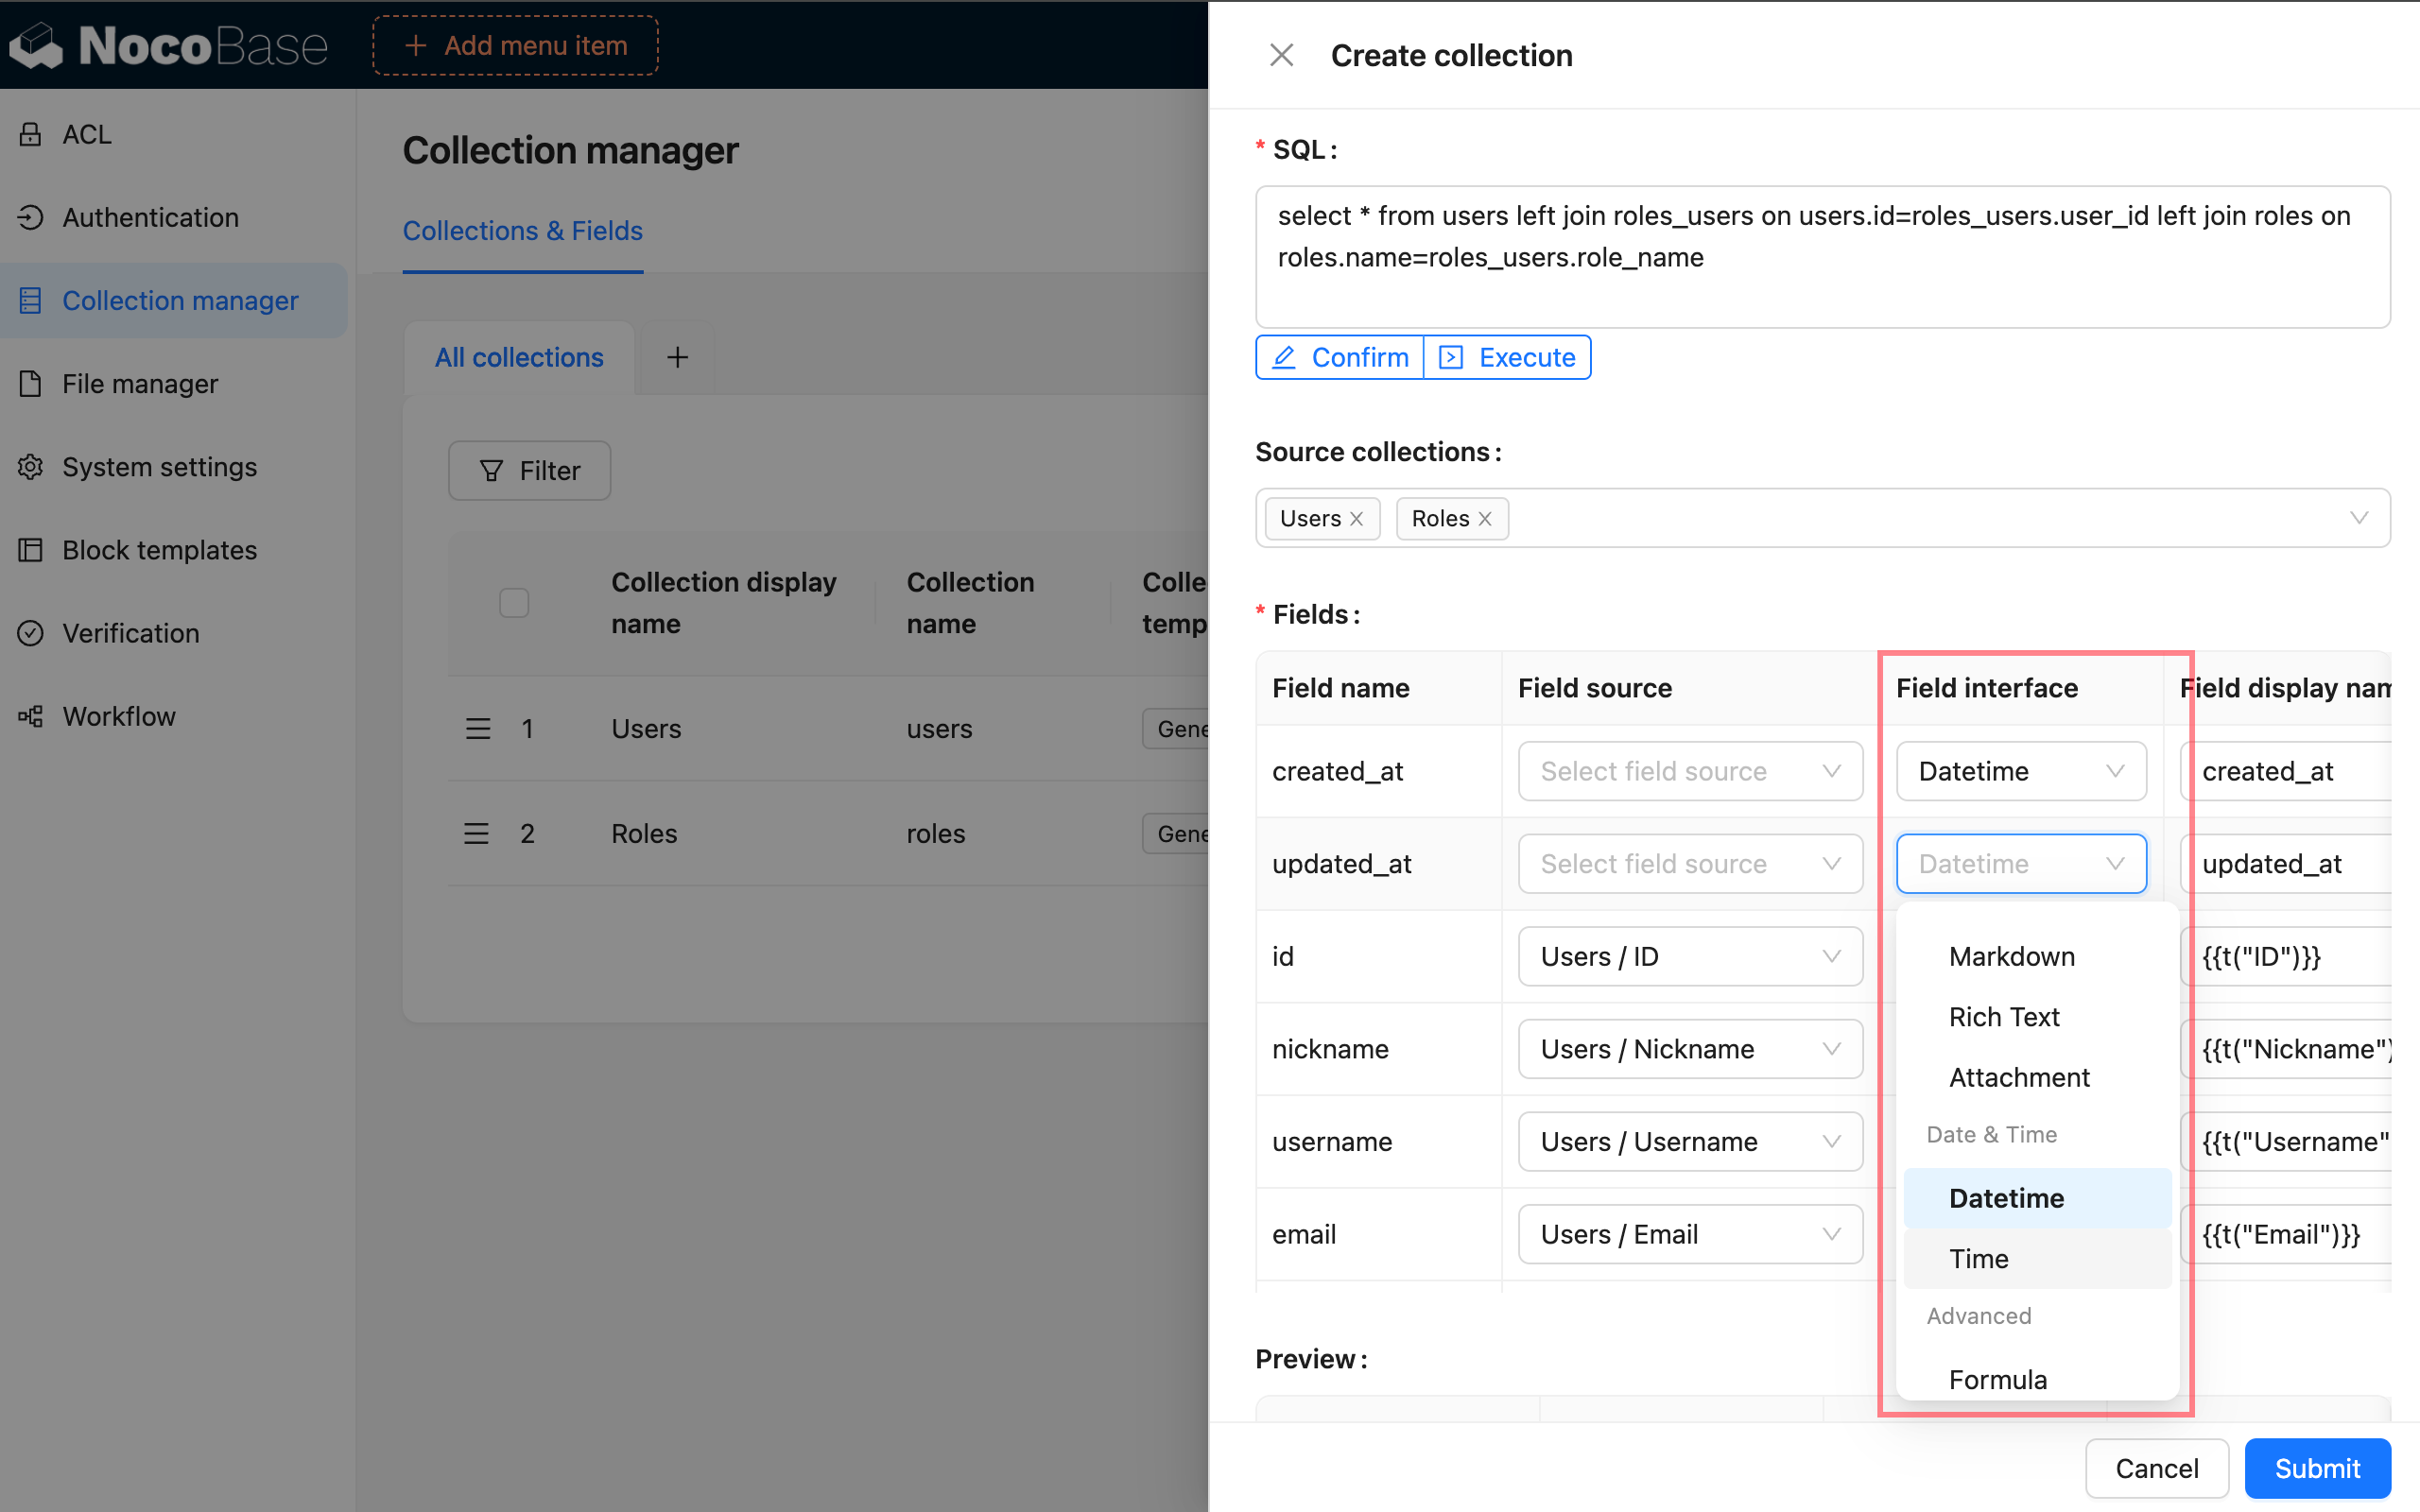 NocoBase
Add menu item
ACL
Authentication
Collection manager
File manager
System settings
Block templates
Verification
Workflow
Collection manager
Collections & Fields
All collections
Filter
Collection display name
Collection name
Colle
temp
1 Users users Gene
2 Roles roles Gene
Create collection
* SQL:
select * from users left join roles_users on users.id=roles_users.user_id left join roles on
roles.name=roles_users.role_name
Confirm Execute
Source collections:
Users Roles
* Fields:
Field name Field source Field interface Field display nam
created_at Select field source Datetime created_at
updated_at Select field source Datetime updated_at
id Users / ID {{t("ID")}}
nickname Users / Nickname {{t("Nickname")
username Users / Username {{t("Username"
email Users / Email {{t("Email")}}
Markdown
Rich Text
Attachment
Date & Time
Datetime
Time
Advanced
Formula
Preview:
Cancel Submit